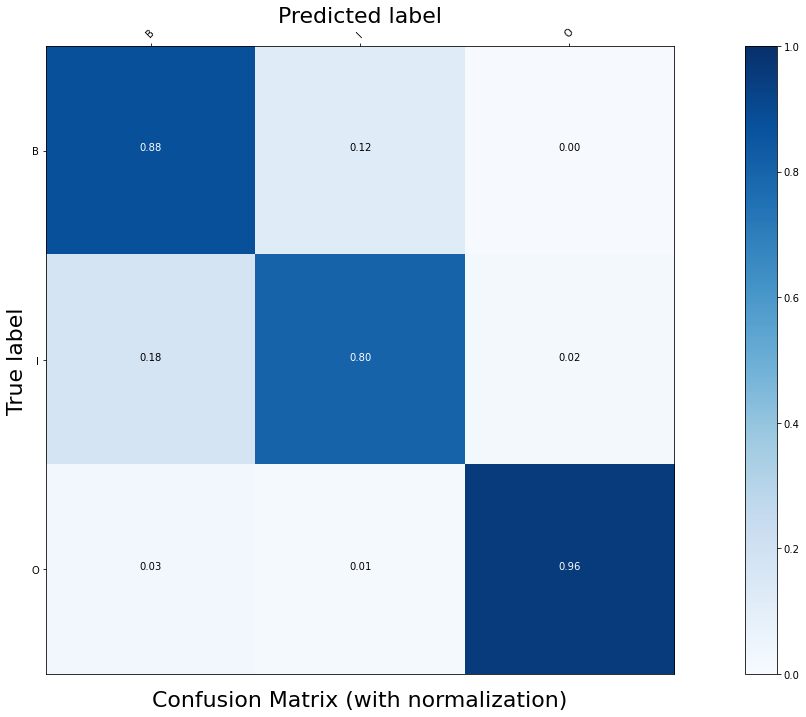 Predicted label
B I O
1.0
B 0.88 0.12 0.00
0.8
0.6
True label
I 0.18 0.80 0.02
0.4
0.2
O 0.03 0.01 0.96
0.0
Confusion Matrix (with normalization)